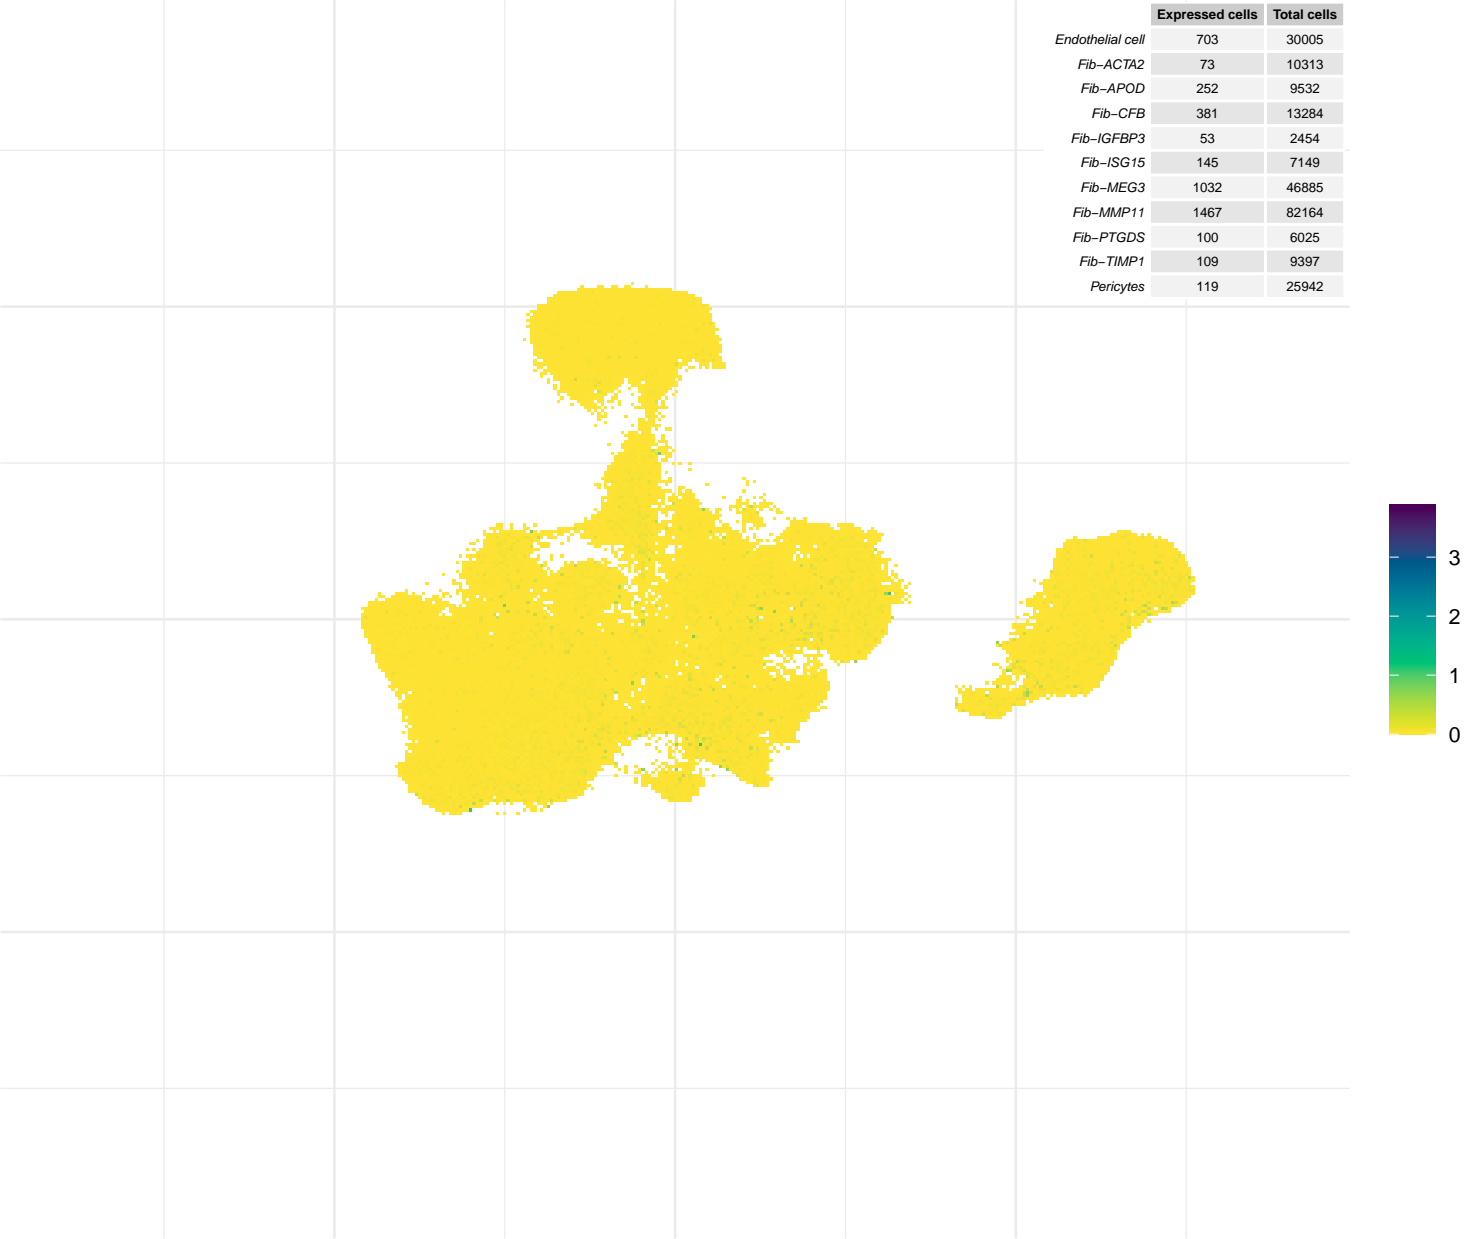 Expressed cells Total cells
Endothelial cell 703 30005
Fib−ACTA2 73 10313
Fib−APOD 252 9532
Fib−CFB 381 13284
Fib−IGFBP3 53 2454
Fib−ISG15 145 7149
Fib−MEG3 1032 46885
Fib−MMP11 1467 82164
Fib−PTGDS 100 6025
Fib−TIMP1 109 9397
Pericytes 119 25942
3
2
1
0